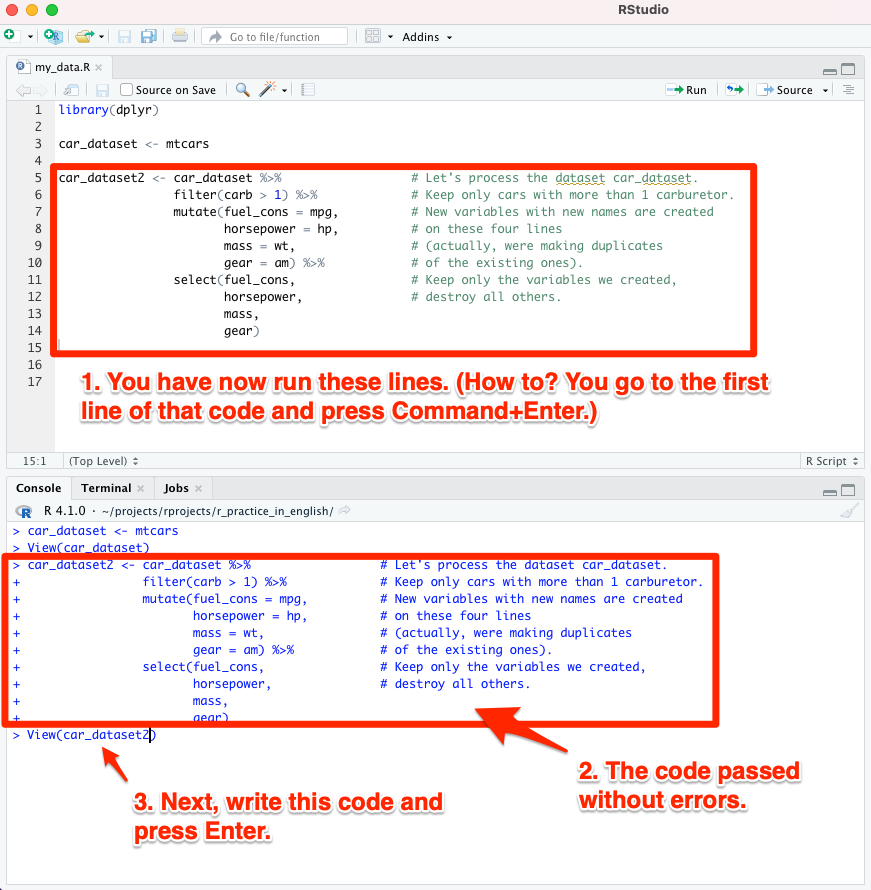 RStudio
Go to file/function
Addins
my_data.R
Source on Save
Run
Source
1 library(dplyr)
2
3 car_dataset <- mtcars
4
5 car_dataset2 <- car_dataset %>% # Let's process the dataset car_dataset.
6 filter(carb > 1) %>% # Keep only cars with more than 1 carburetor.
7 mutate(fuel_cons = mpg, # New variables with new names are created
8 horsepower = hp, # on these four lines
9 mass = wt, # (actually, were making duplicates
10 gear = am) %>% # of the existing ones).
11 select(fuel_cons, # Keep only the variables we created,
12 horsepower, # destroy all others.
13 mass,
14 gear)
15
16
17
1. You have now run these lines. (How to? You go to the first
line of that code and press Command+Enter.)
15:1 (Top Level) R Script
Console Terminal Jobs
R R 4.1.0 · ~/projects/rprojects/r_practice_in_english/
> car_dataset <- mtcars
> View(car_dataset)
> car_dataset2 <- car_dataset %>% # Let's process the dataset car_dataset.
+ filter(carb > 1) %>% # Keep only cars with more than 1 carburetor.
+ mutate(fuel_cons = mpg, # New variables with new names are created
+ horsepower = hp, # on these four lines
+ mass = wt, # (actually, were making duplicates
+ gear = am) %>% # of the existing ones).
+ select(fuel_cons, # Keep only the variables we created,
+ horsepower, # destroy all others.
+ mass,
+ gear)
> View(car_dataset2)
2. The code passed
without errors.
3. Next, write this code and
press Enter.